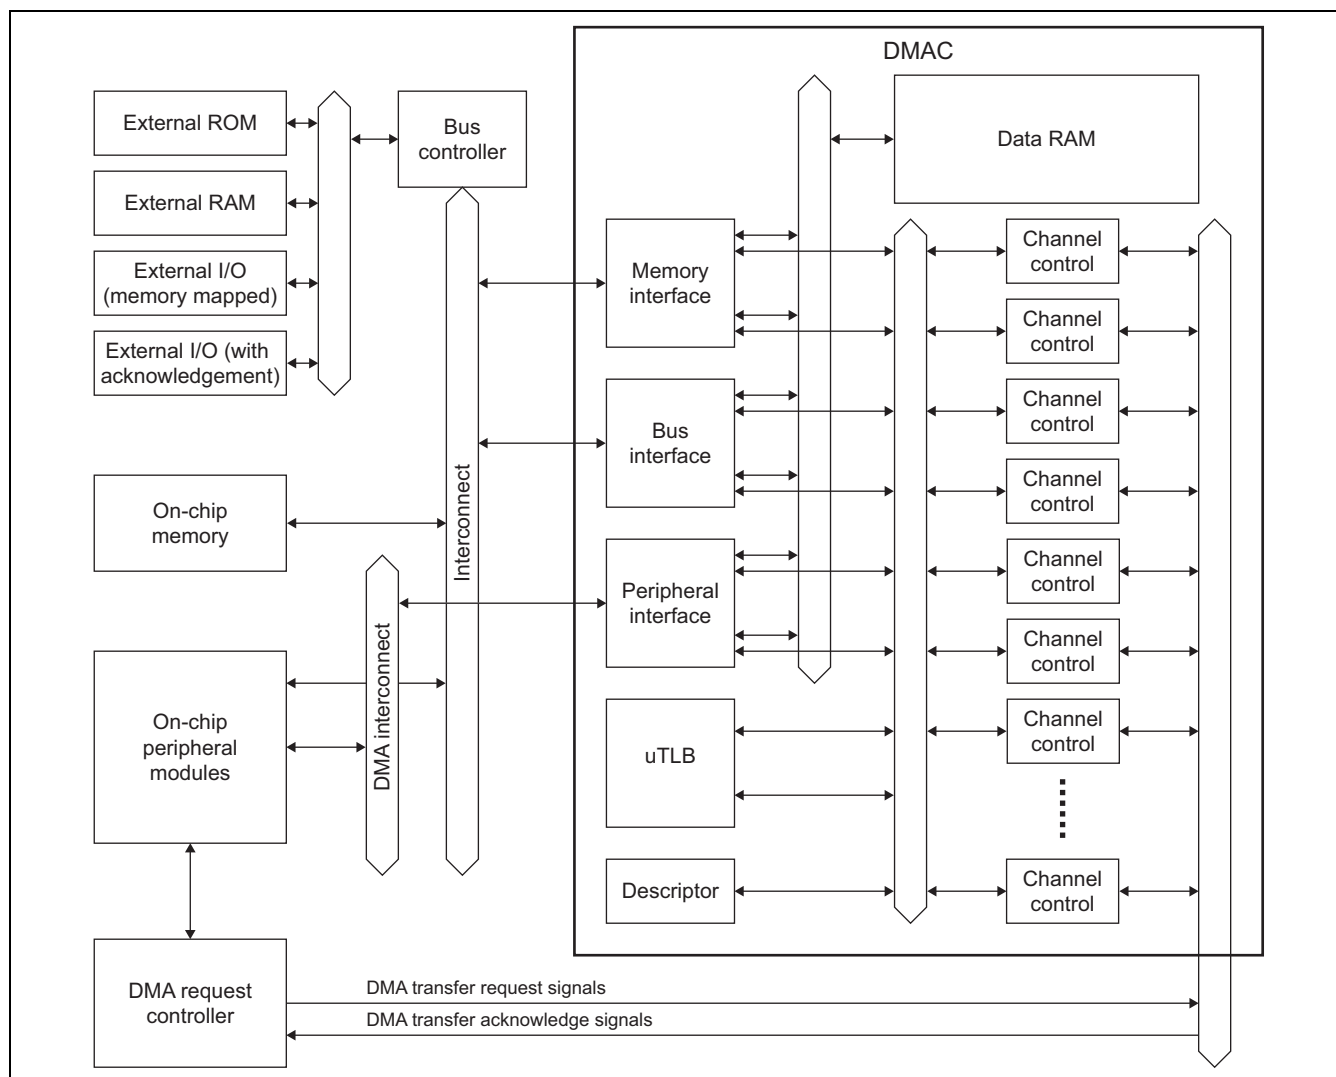 DMAC
External ROM
Bus
controller
Data RAM
External RAM
External I/O
(memory mapped)
External I/O (with
acknowledgement)
Memory
interface
Channel
control
Channel
control
Bus
interface
Channel
control
Channel
control
On-chip
memory
Interconnect
Peripheral
interface
Channel
control
Channel
control
DMA interconnect
On-chip
peripheral
modules
uTLB
Channel
control
Descriptor
Channel
control
DMA request
controller
DMA transfer request signals
DMA transfer acknowledge signals